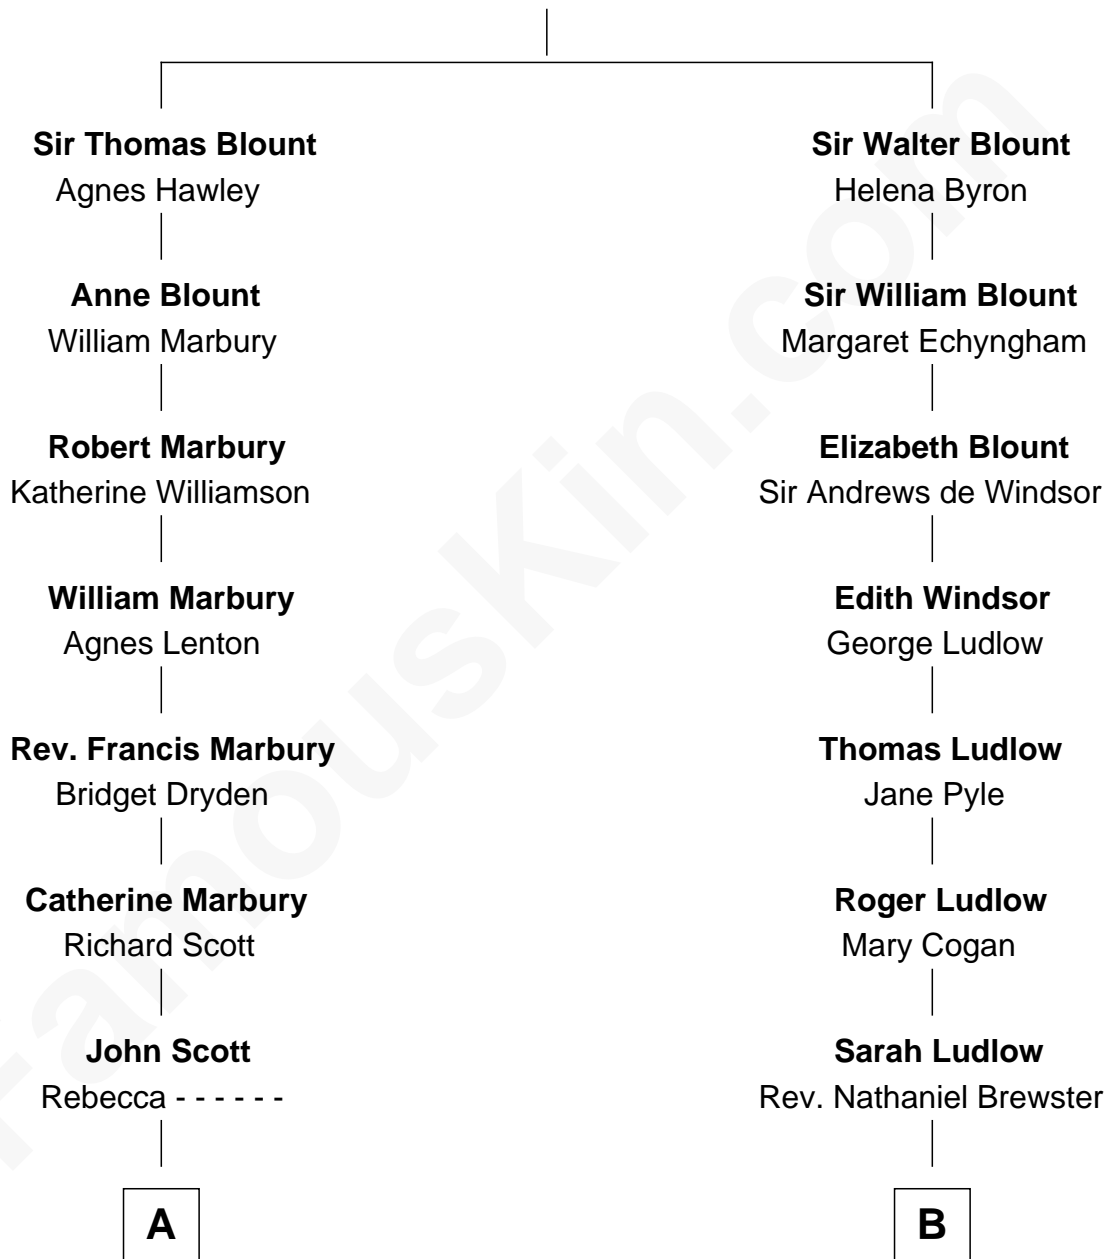 Sir Thomas Blount
Agnes Hawley
Anne Blount
William Marbury
Robert Marbury
Katherine Williamson
William Marbury
Agnes Lenton
Rev. Francis Marbury
Bridget Dryden
Catherine Marbury
Richard Scott
John Scott
Rebecca - - - - - -
A
Sir Walter Blount
Helena Byron
Sir William Blount
Margaret Echyngham
Elizabeth Blount
Sir Andrews de Windsor
Edith Windsor
George Ludlow
Thomas Ludlow
Jane Pyle
Roger Ludlow
Mary Cogan
Sarah Ludlow
Rev. Nathaniel Brewster
B
FamousKin.com